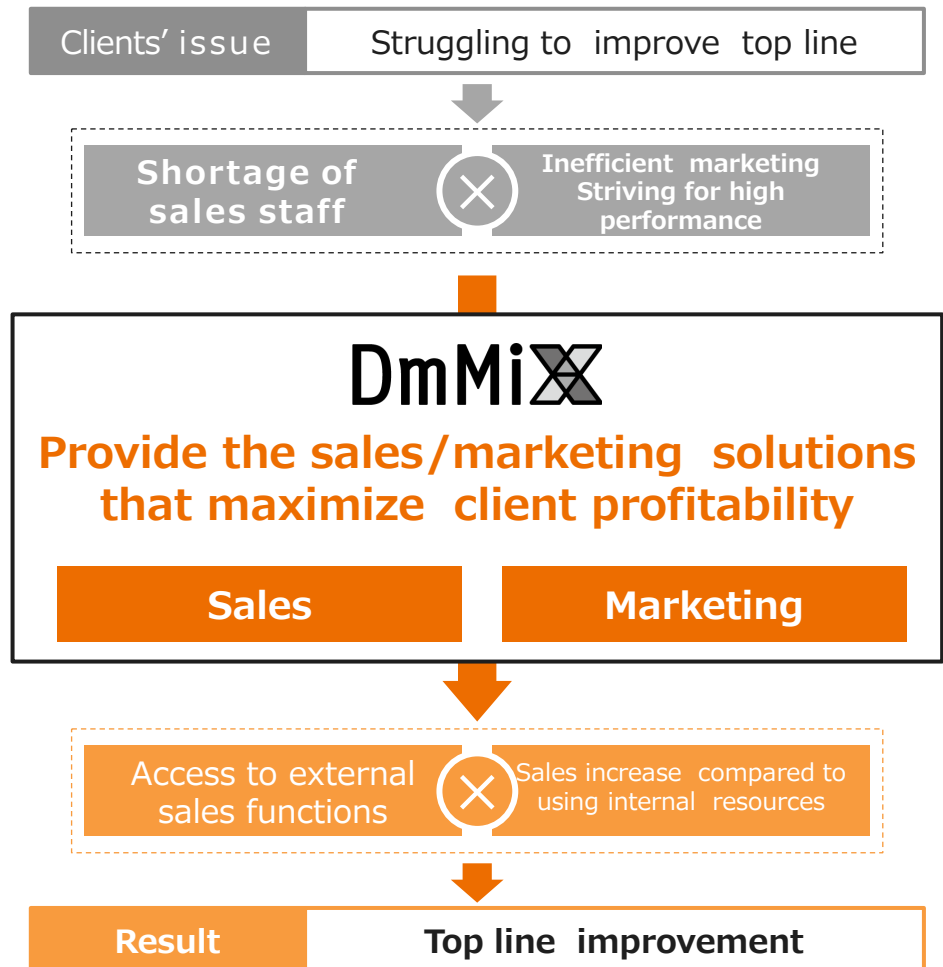 Clients' issue
Struggling to improve top line
Shortage of
sales staff
Inefficient marketing
Striving for high
performance
DmMiX
Provide the sales/marketing solutions
that maximize client profitability
Sales
Marketing
Access to external
sales functions
Sales increase compared to
using internal resources
Result
Top line improvement